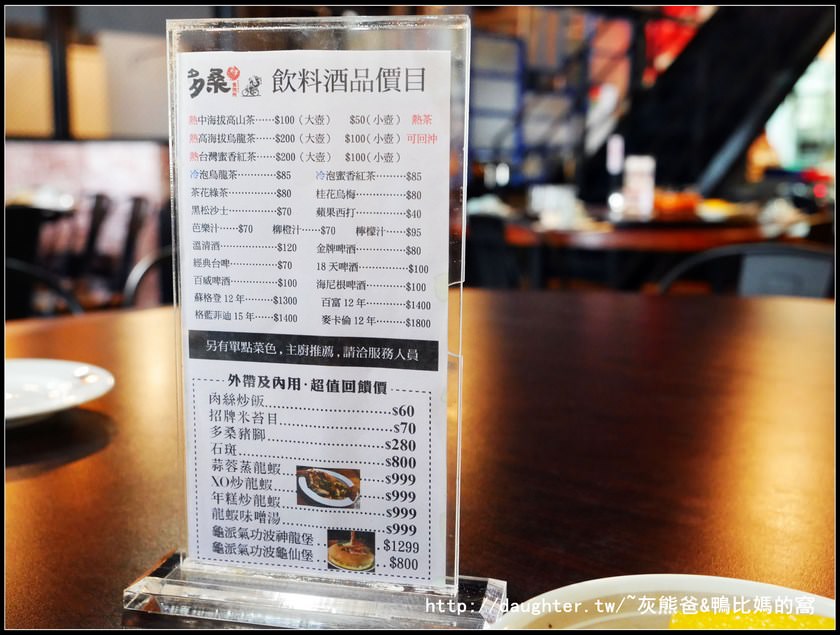 多桑 飲料酒品價目
熱中海拔高山茶……$100（大壺） $50（小壺） 熱茶
熱高海拔烏龍茶……$200（大壺） $100（小壺） 可回沖
熱台灣蜜香紅茶……$200（大壺） $100（小壺）
冷泡烏龍茶…………$85 冷泡蜜香紅茶………$85
茶花綠茶……………$80 桂花烏梅……………$80
黑松沙士……………$70 蘋果西打……………$40
芭樂汁……$70 柳橙汁……$70 檸檬汁……$95
溫清酒………………$120 金牌啤酒……………$80
經典台啤……………$70 18天啤酒……………$100
百威啤酒……………$100 海尼根啤酒…………$100
蘇格登12年…………$1300 百富12年…………$1400
格蘭菲迪15年………$1400 麥卡倫12年………$1800
另有單點菜色，主廚推薦，請洽服務人員
外帶及內用·超值回饋價
肉絲炒飯……$60
招牌米苔目……$70
多桑豬腳……$280
石斑……$800
蒜蓉蒸龍蝦……$999
XO炒龍蝦……$999
年糕炒龍蝦……$999
龍蝦味噌湯……$999
龜派氣功波神龍堡……$1299
龜派氣功波龜仙堡……$800
http://daughter.tw/~灰熊爸&鴨比媽的窩